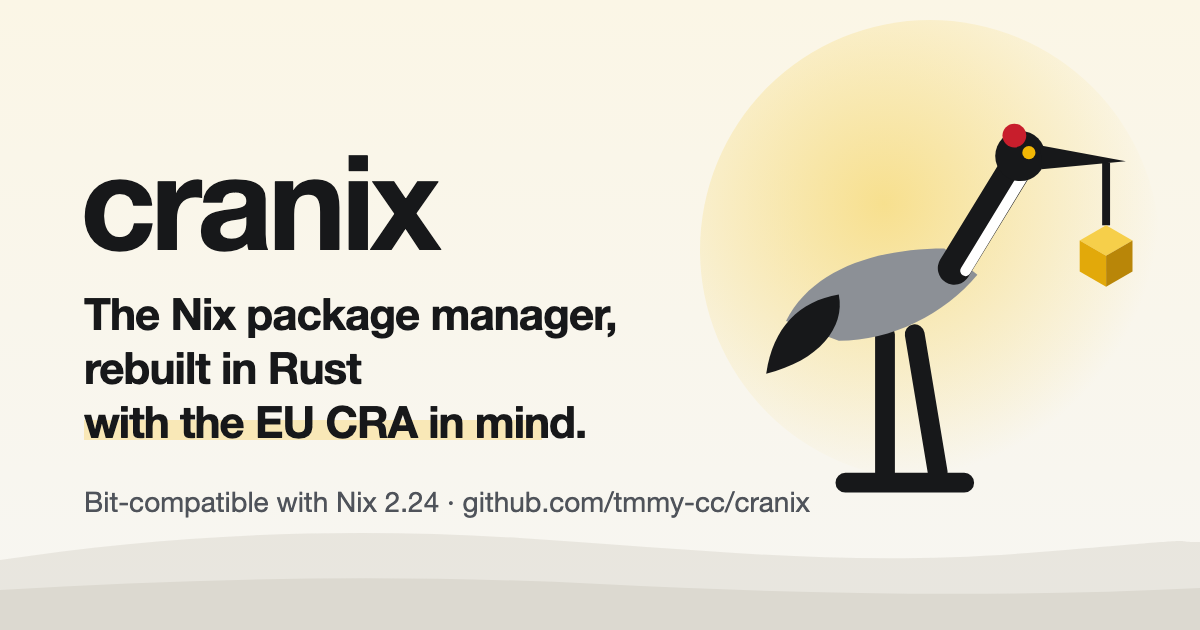 cranix
The Nix package manager,
rebuilt in Rust
with the EU CRA in mind.
Bit-compatible with Nix 2.24 · github.com/tmmy-cc/cranix